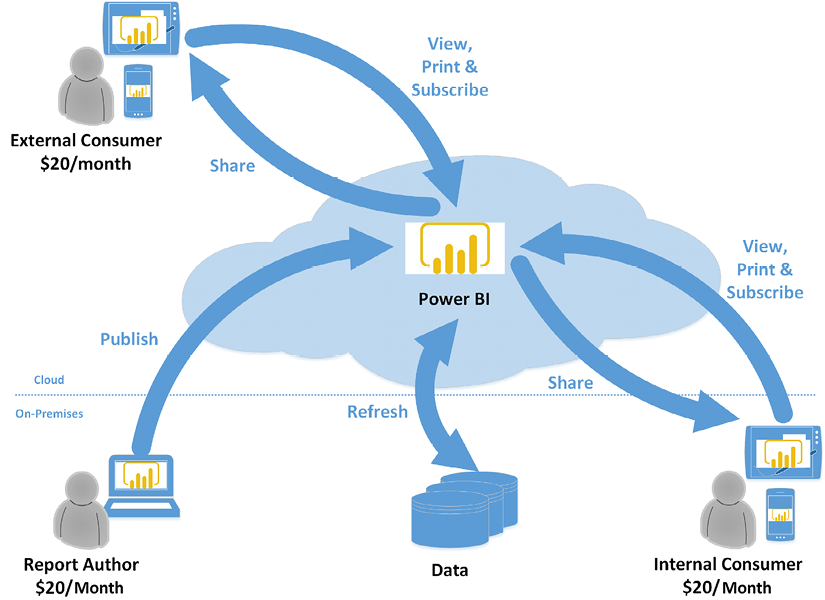 View,
Print &
Subscribe
External Consumer
$20/month
Share
View,
Print &
Subscribe
Power BI
Publish
Cloud
Share
On-Premises
Refresh
Report Author
$20/Month
Data
Internal Consumer
$20/Month